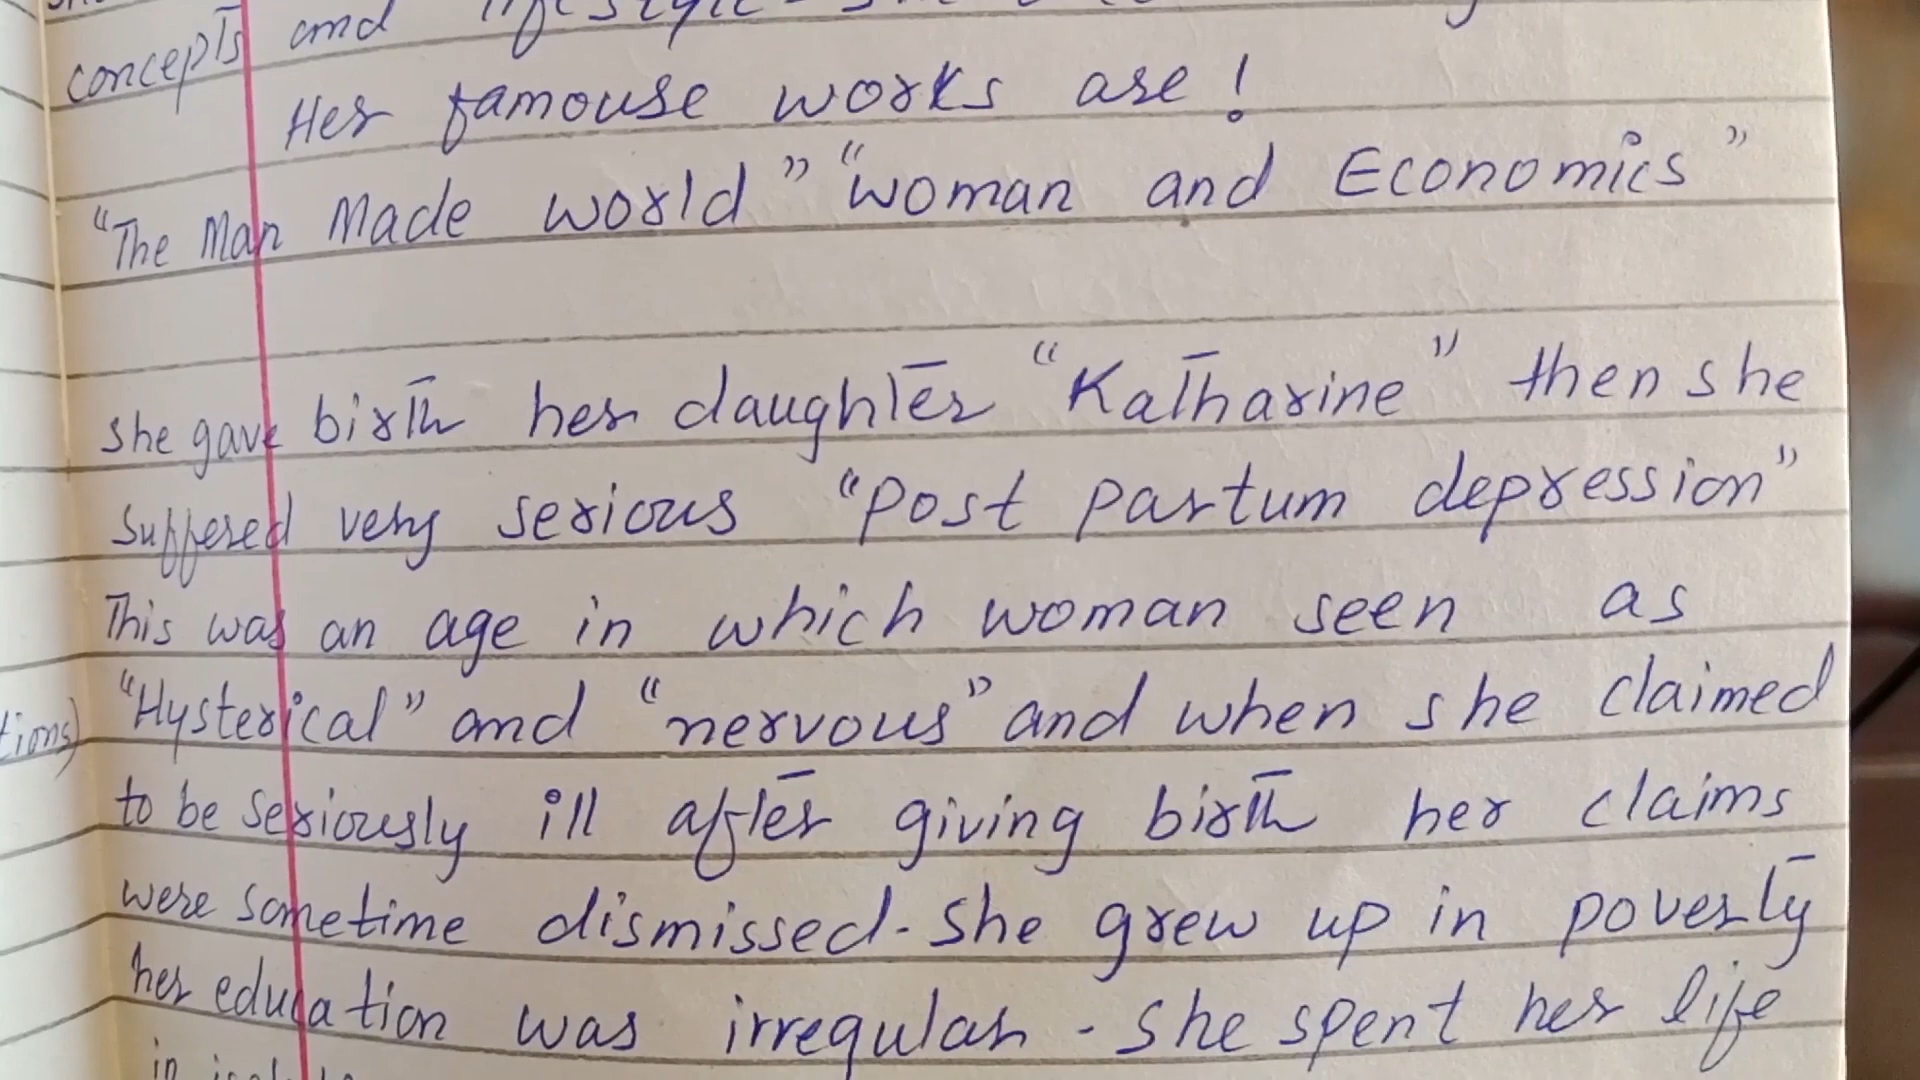 concepts and lifestyle
Her famouse works are!
"The Man Made world" "woman and Economics"
She gave birth her daughter "Katharine" then she
Suffered very serious "Post partum depression"
This was an age in which woman seen as
"Hysterical" and "nervous" and when she claimed
tions)
to be seriously ill after giving birth her claims
were sometime dismissed. She grew up in poverty
her education was irregular - She spent her life
in